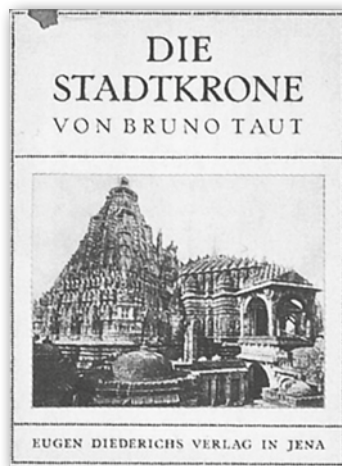 DIE
STADTKRONE
VON BRUNO TAUT
EUGEN DIEDERICHS VERLAG IN JENA